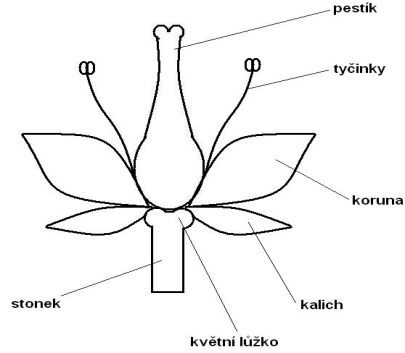 pestík
tyčinky
koruna
kalich
stonek
květní lůžko